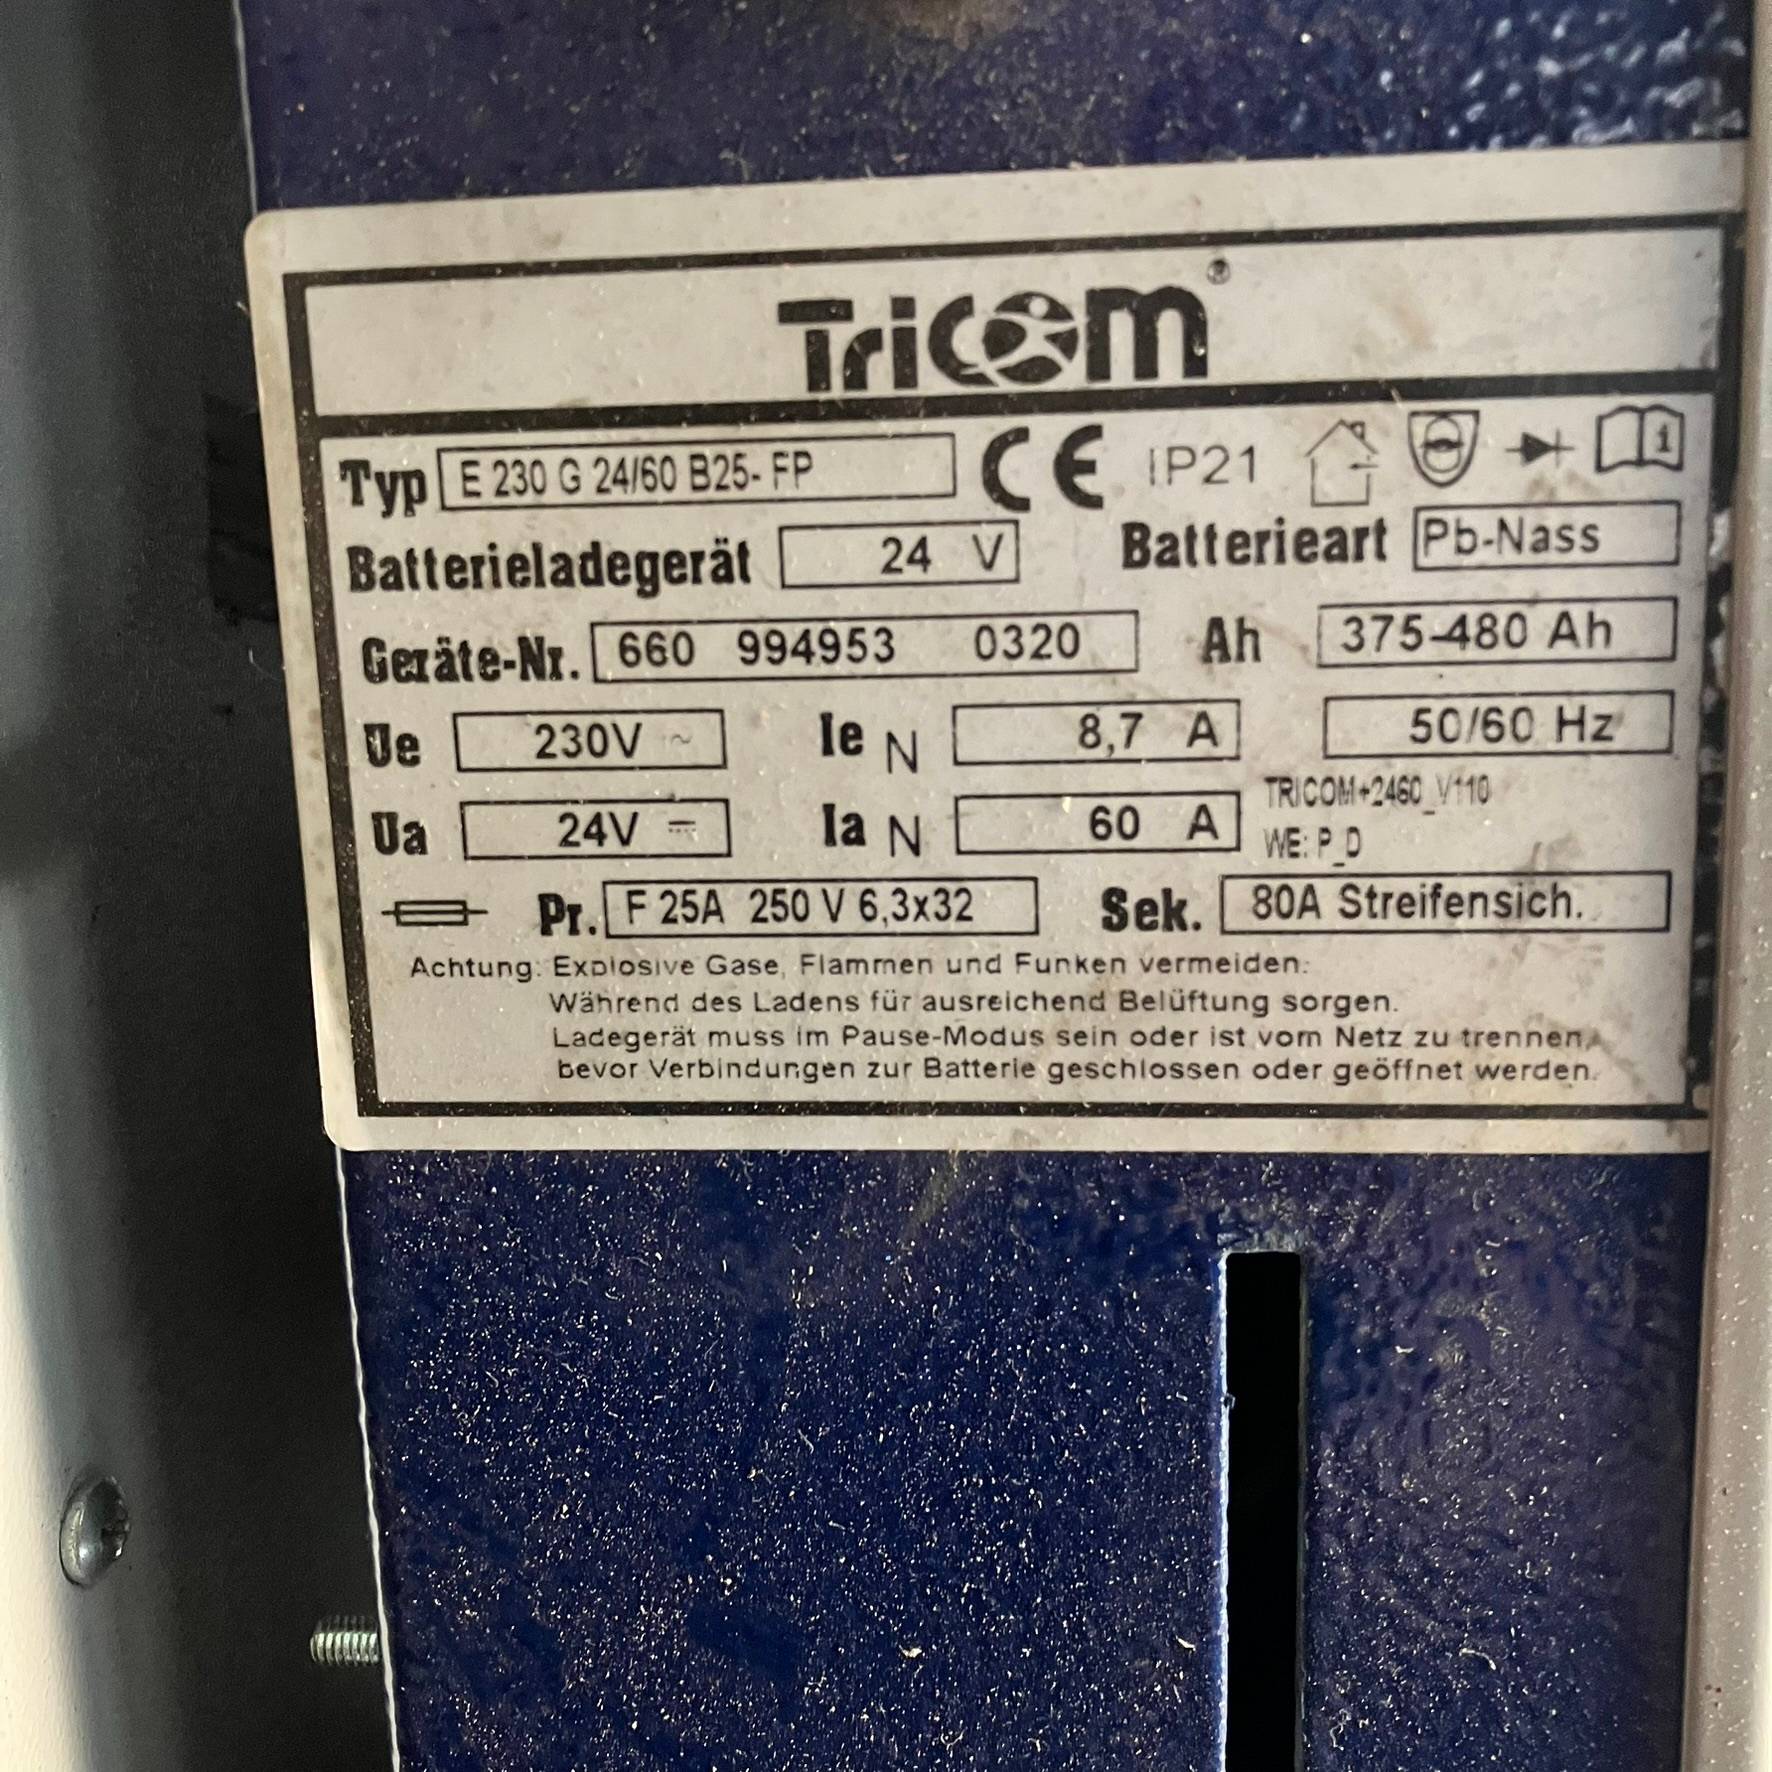 TriCom®
Typ E 230 G 24/60 B25- FP CE IP21
Batterieladegerät 24 V Batterieart Pb-Nass
Geräte-Nr. 660 994953 0320 Ah 375-480 Ah
Ue 230V ~ Ie N 8,7 A 50/60 Hz
Ua 24V Ia N 60 A TRICOM+2460_V110
WE: P_D
Pr. F 25A 250 V 6,3x32 Sek. 80A Streifensich.
Achtung: Explosive Gase, Flammen und Funken vermeiden.
Während des Ladens für ausreichend Belüftung sorgen.
Ladegerät muss im Pause-Modus sein oder ist vom Netz zu trennen,
bevor Verbindungen zur Batterie geschlossen oder geöffnet werden.